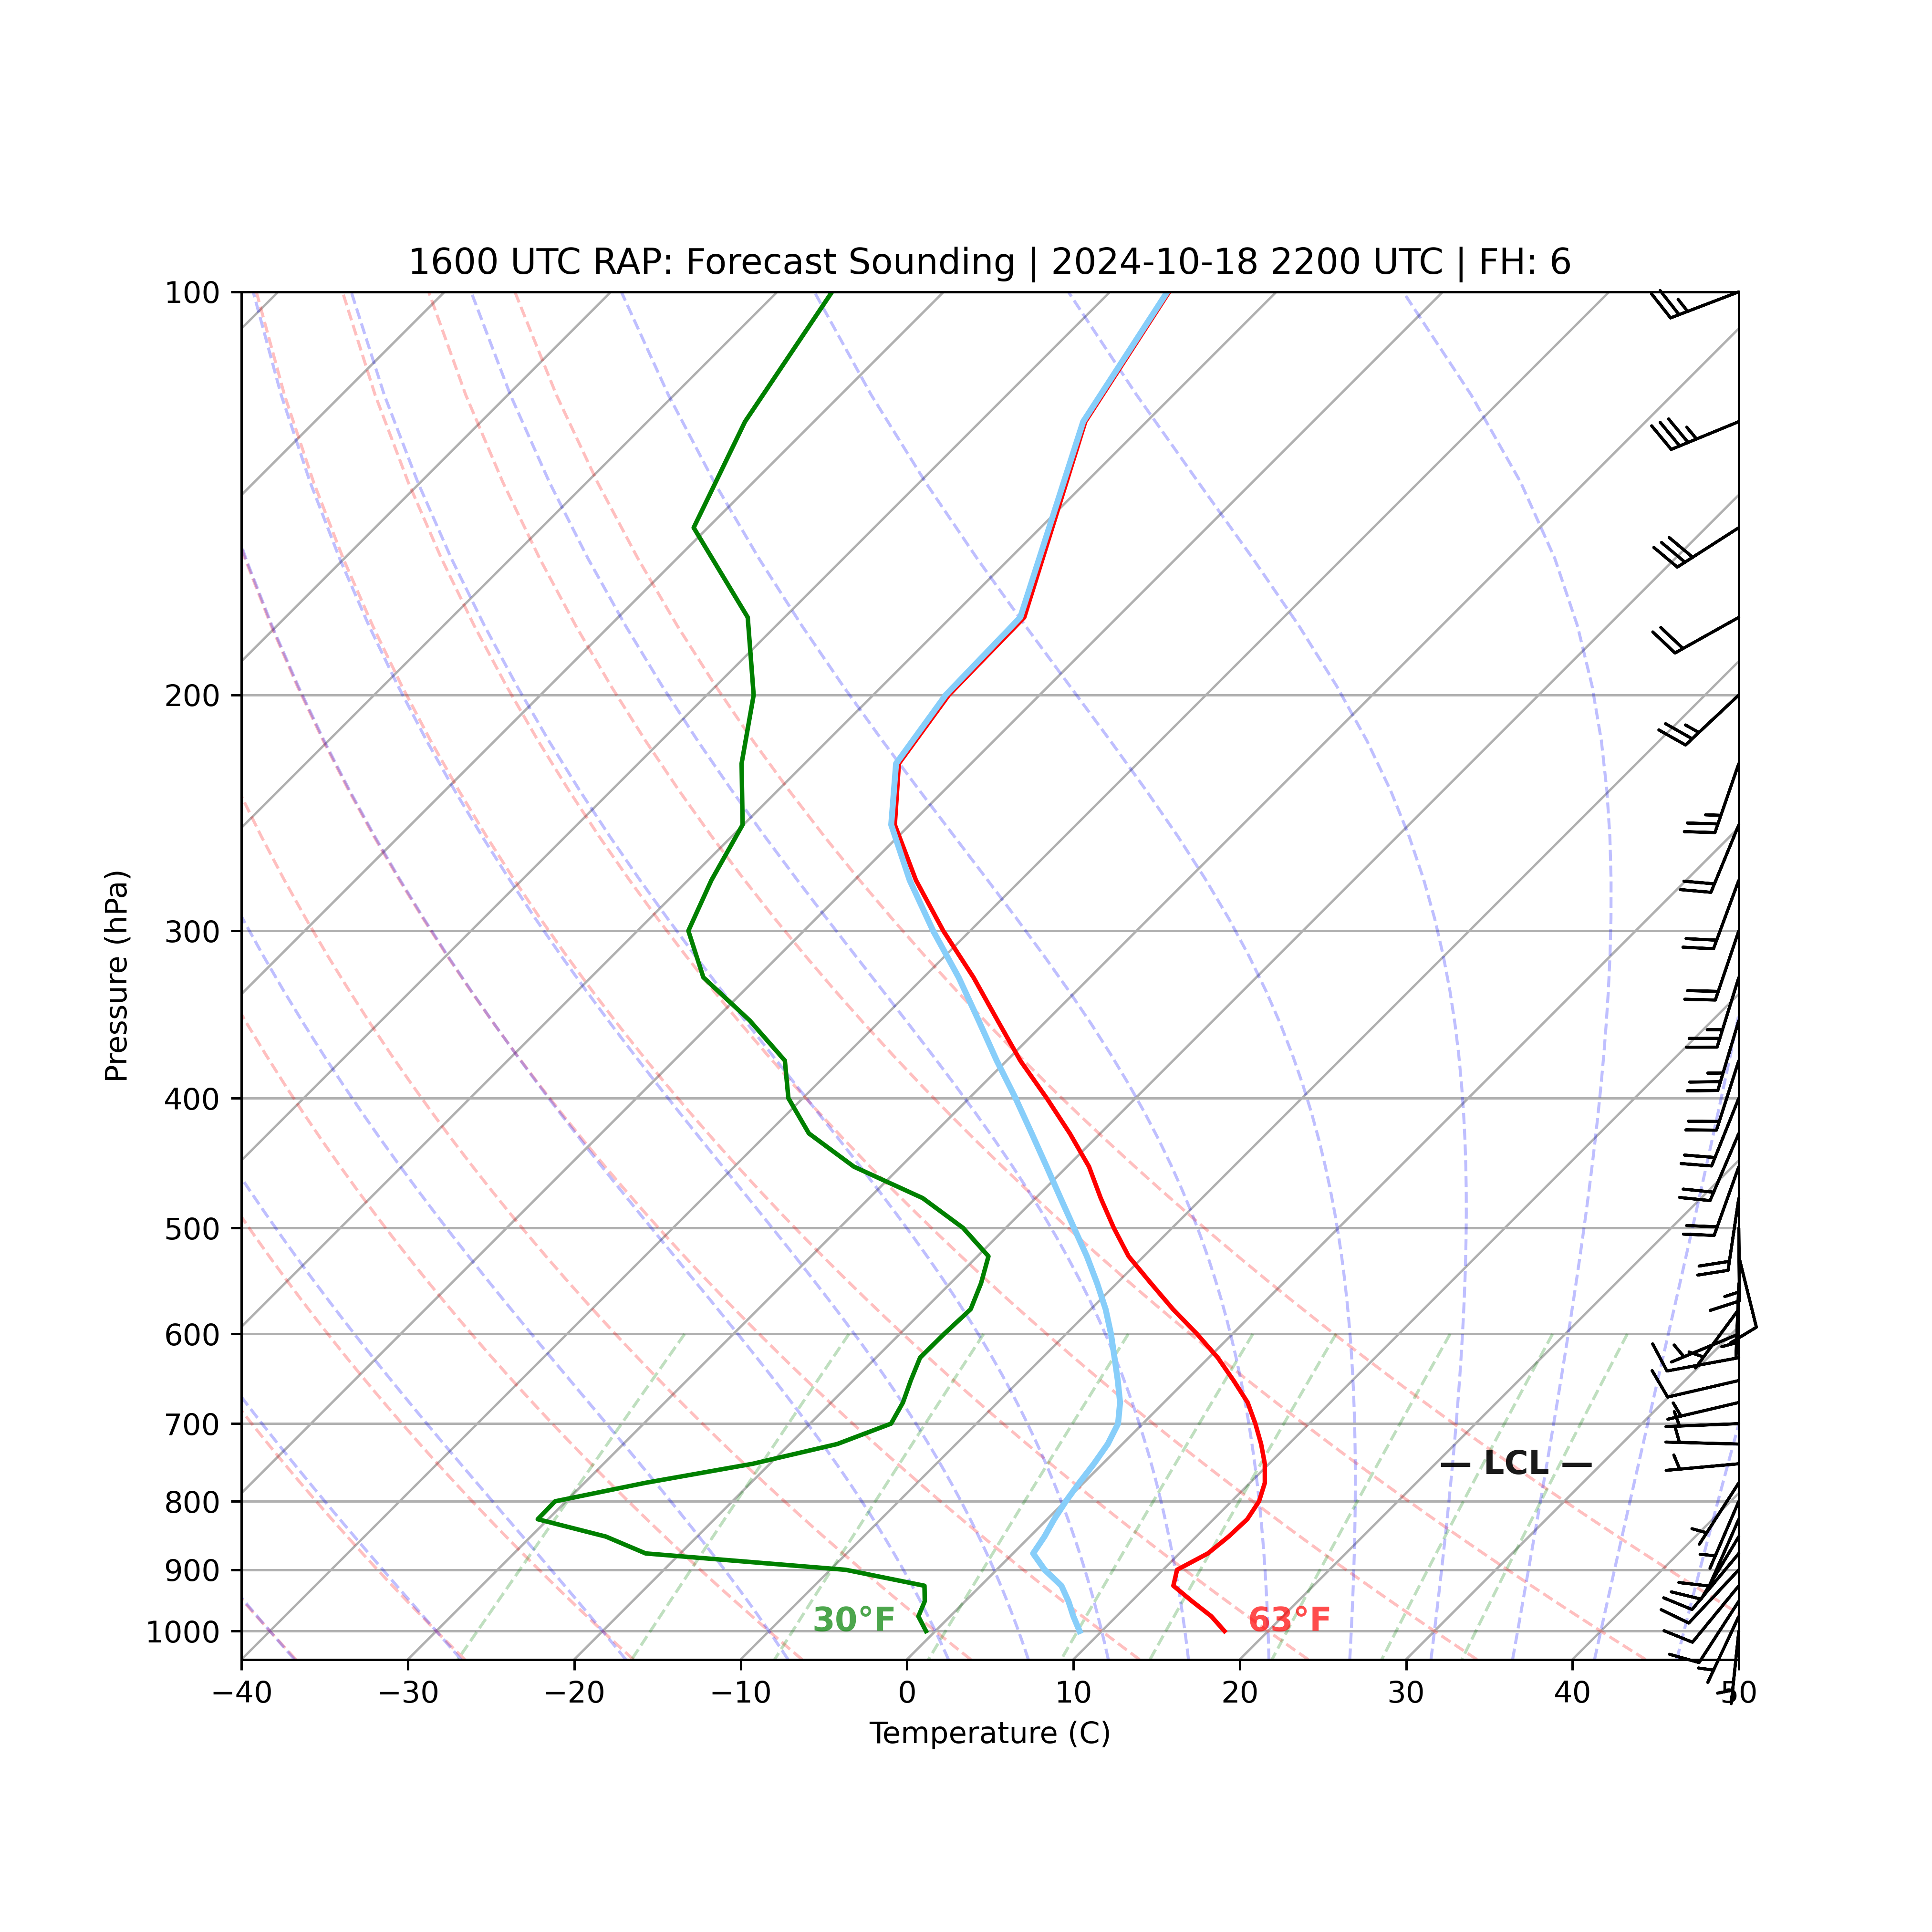 1600 UTC RAP: Forecast Sounding | 2024-10-18 2200 UTC | FH: 6
100
200
300
400
500
600
700
800
900
1000
Pressure (hPa)
— LCL —
30°F
63°F
−40 −30 −20 −10 0 10 20 30 40 50
Temperature (C)